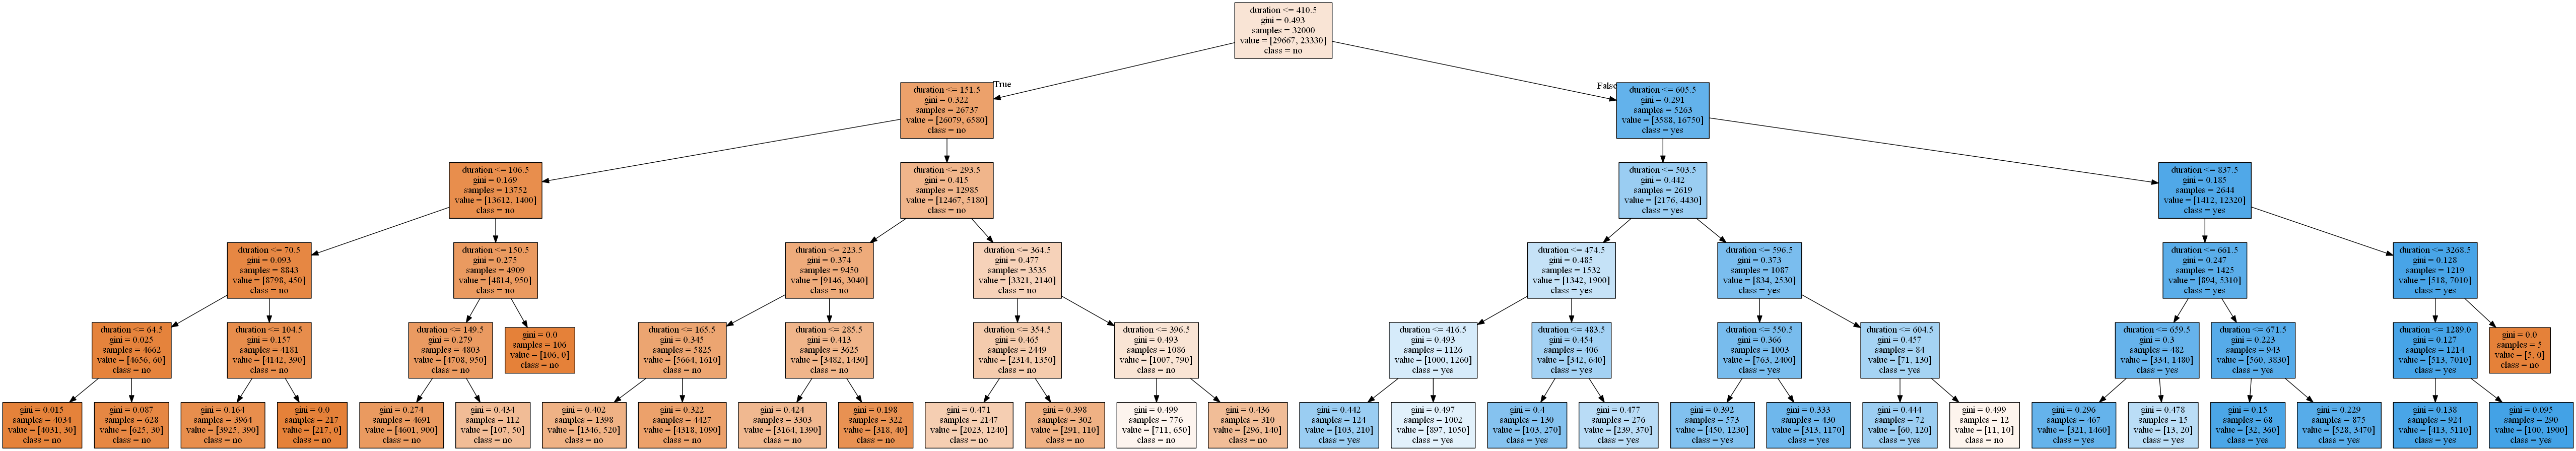 duration <= 410.5
gini = 0.493
samples = 32000
value = [29667, 23330]
class = no
True
False
duration <= 151.5
gini = 0.322
samples = 26737
value = [26079, 6580]
class = no
duration <= 605.5
gini = 0.291
samples = 5263
value = [3588, 16750]
class = yes
duration <= 106.5
gini = 0.169
samples = 13752
value = [13612, 1400]
class = no
duration <= 293.5
gini = 0.415
samples = 12985
value = [12467, 5180]
class = no
duration <= 503.5
gini = 0.442
samples = 2619
value = [2176, 4430]
class = yes
duration <= 837.5
gini = 0.185
samples = 2644
value = [1412, 12320]
class = yes
duration <= 70.5
gini = 0.093
samples = 8843
value = [8798, 450]
class = no
duration <= 150.5
gini = 0.275
samples = 4909
value = [4814, 950]
class = no
duration <= 223.5
gini = 0.374
samples = 9450
value = [9146, 3040]
class = no
duration <= 364.5
gini = 0.477
samples = 3535
value = [3321, 2140]
class = no
duration <= 474.5
gini = 0.485
samples = 1532
value = [1342, 1900]
class = yes
duration <= 596.5
gini = 0.373
samples = 1087
value = [834, 2530]
class = yes
duration <= 661.5
gini = 0.247
samples = 1425
value = [894, 5310]
class = yes
duration <= 3268.5
gini = 0.128
samples = 1219
value = [518, 7010]
class = yes
duration <= 64.5
gini = 0.025
samples = 4662
value = [4656, 60]
class = no
duration <= 104.5
gini = 0.157
samples = 4181
value = [4142, 390]
class = no
duration <= 149.5
gini = 0.279
samples = 4803
value = [4708, 950]
class = no
gini = 0.0
samples = 106
value = [106, 0]
class = no
duration <= 165.5
gini = 0.345
samples = 5825
value = [5664, 1610]
class = no
duration <= 285.5
gini = 0.413
samples = 3625
value = [3482, 1430]
class = no
duration <= 354.5
gini = 0.465
samples = 2449
value = [2314, 1350]
class = no
duration <= 396.5
gini = 0.493
samples = 1086
value = [1007, 790]
class = no
duration <= 416.5
gini = 0.493
samples = 1126
value = [1000, 1260]
class = yes
duration <= 483.5
gini = 0.454
samples = 406
value = [342, 640]
class = yes
duration <= 550.5
gini = 0.366
samples = 1003
value = [763, 2400]
class = yes
duration <= 604.5
gini = 0.457
samples = 84
value = [71, 130]
class = yes
duration <= 659.5
gini = 0.3
samples = 482
value = [334, 1480]
class = yes
duration <= 671.5
gini = 0.223
samples = 943
value = [560, 3830]
class = yes
duration <= 1289.0
gini = 0.127
samples = 1214
value = [513, 7010]
class = yes
gini = 0.0
samples = 5
value = [5, 0]
class = no
gini = 0.015
samples = 4034
value = [4031, 30]
class = no
gini = 0.087
samples = 628
value = [625, 30]
class = no
gini = 0.164
samples = 3964
value = [3925, 390]
class = no
gini = 0.0
samples = 217
value = [217, 0]
class = no
gini = 0.274
samples = 4691
value = [4601, 900]
class = no
gini = 0.434
samples = 112
value = [107, 50]
class = no
gini = 0.402
samples = 1398
value = [1346, 520]
class = no
gini = 0.322
samples = 4427
value = [4318, 1090]
class = no
gini = 0.424
samples = 3303
value = [3164, 1390]
class = no
gini = 0.198
samples = 322
value = [318, 40]
class = no
gini = 0.471
samples = 2147
value = [2023, 1240]
class = no
gini = 0.398
samples = 302
value = [291, 110]
class = no
gini = 0.499
samples = 776
value = [711, 650]
class = no
gini = 0.436
samples = 310
value = [296, 140]
class = no
gini = 0.442
samples = 124
value = [103, 210]
class = yes
gini = 0.497
samples = 1002
value = [897, 1050]
class = yes
gini = 0.4
samples = 130
value = [103, 270]
class = yes
gini = 0.477
samples = 276
value = [239, 370]
class = yes
gini = 0.392
samples = 573
value = [450, 1230]
class = yes
gini = 0.333
samples = 430
value = [313, 1170]
class = yes
gini = 0.444
samples = 72
value = [60, 120]
class = yes
gini = 0.499
samples = 12
value = [11, 10]
class = no
gini = 0.296
samples = 467
value = [321, 1460]
class = yes
gini = 0.478
samples = 15
value = [13, 20]
class = yes
gini = 0.15
samples = 68
value = [32, 360]
class = yes
gini = 0.229
samples = 875
value = [528, 3470]
class = yes
gini = 0.138
samples = 924
value = [413, 5110]
class = yes
gini = 0.095
samples = 290
value = [100, 1900]
class = yes